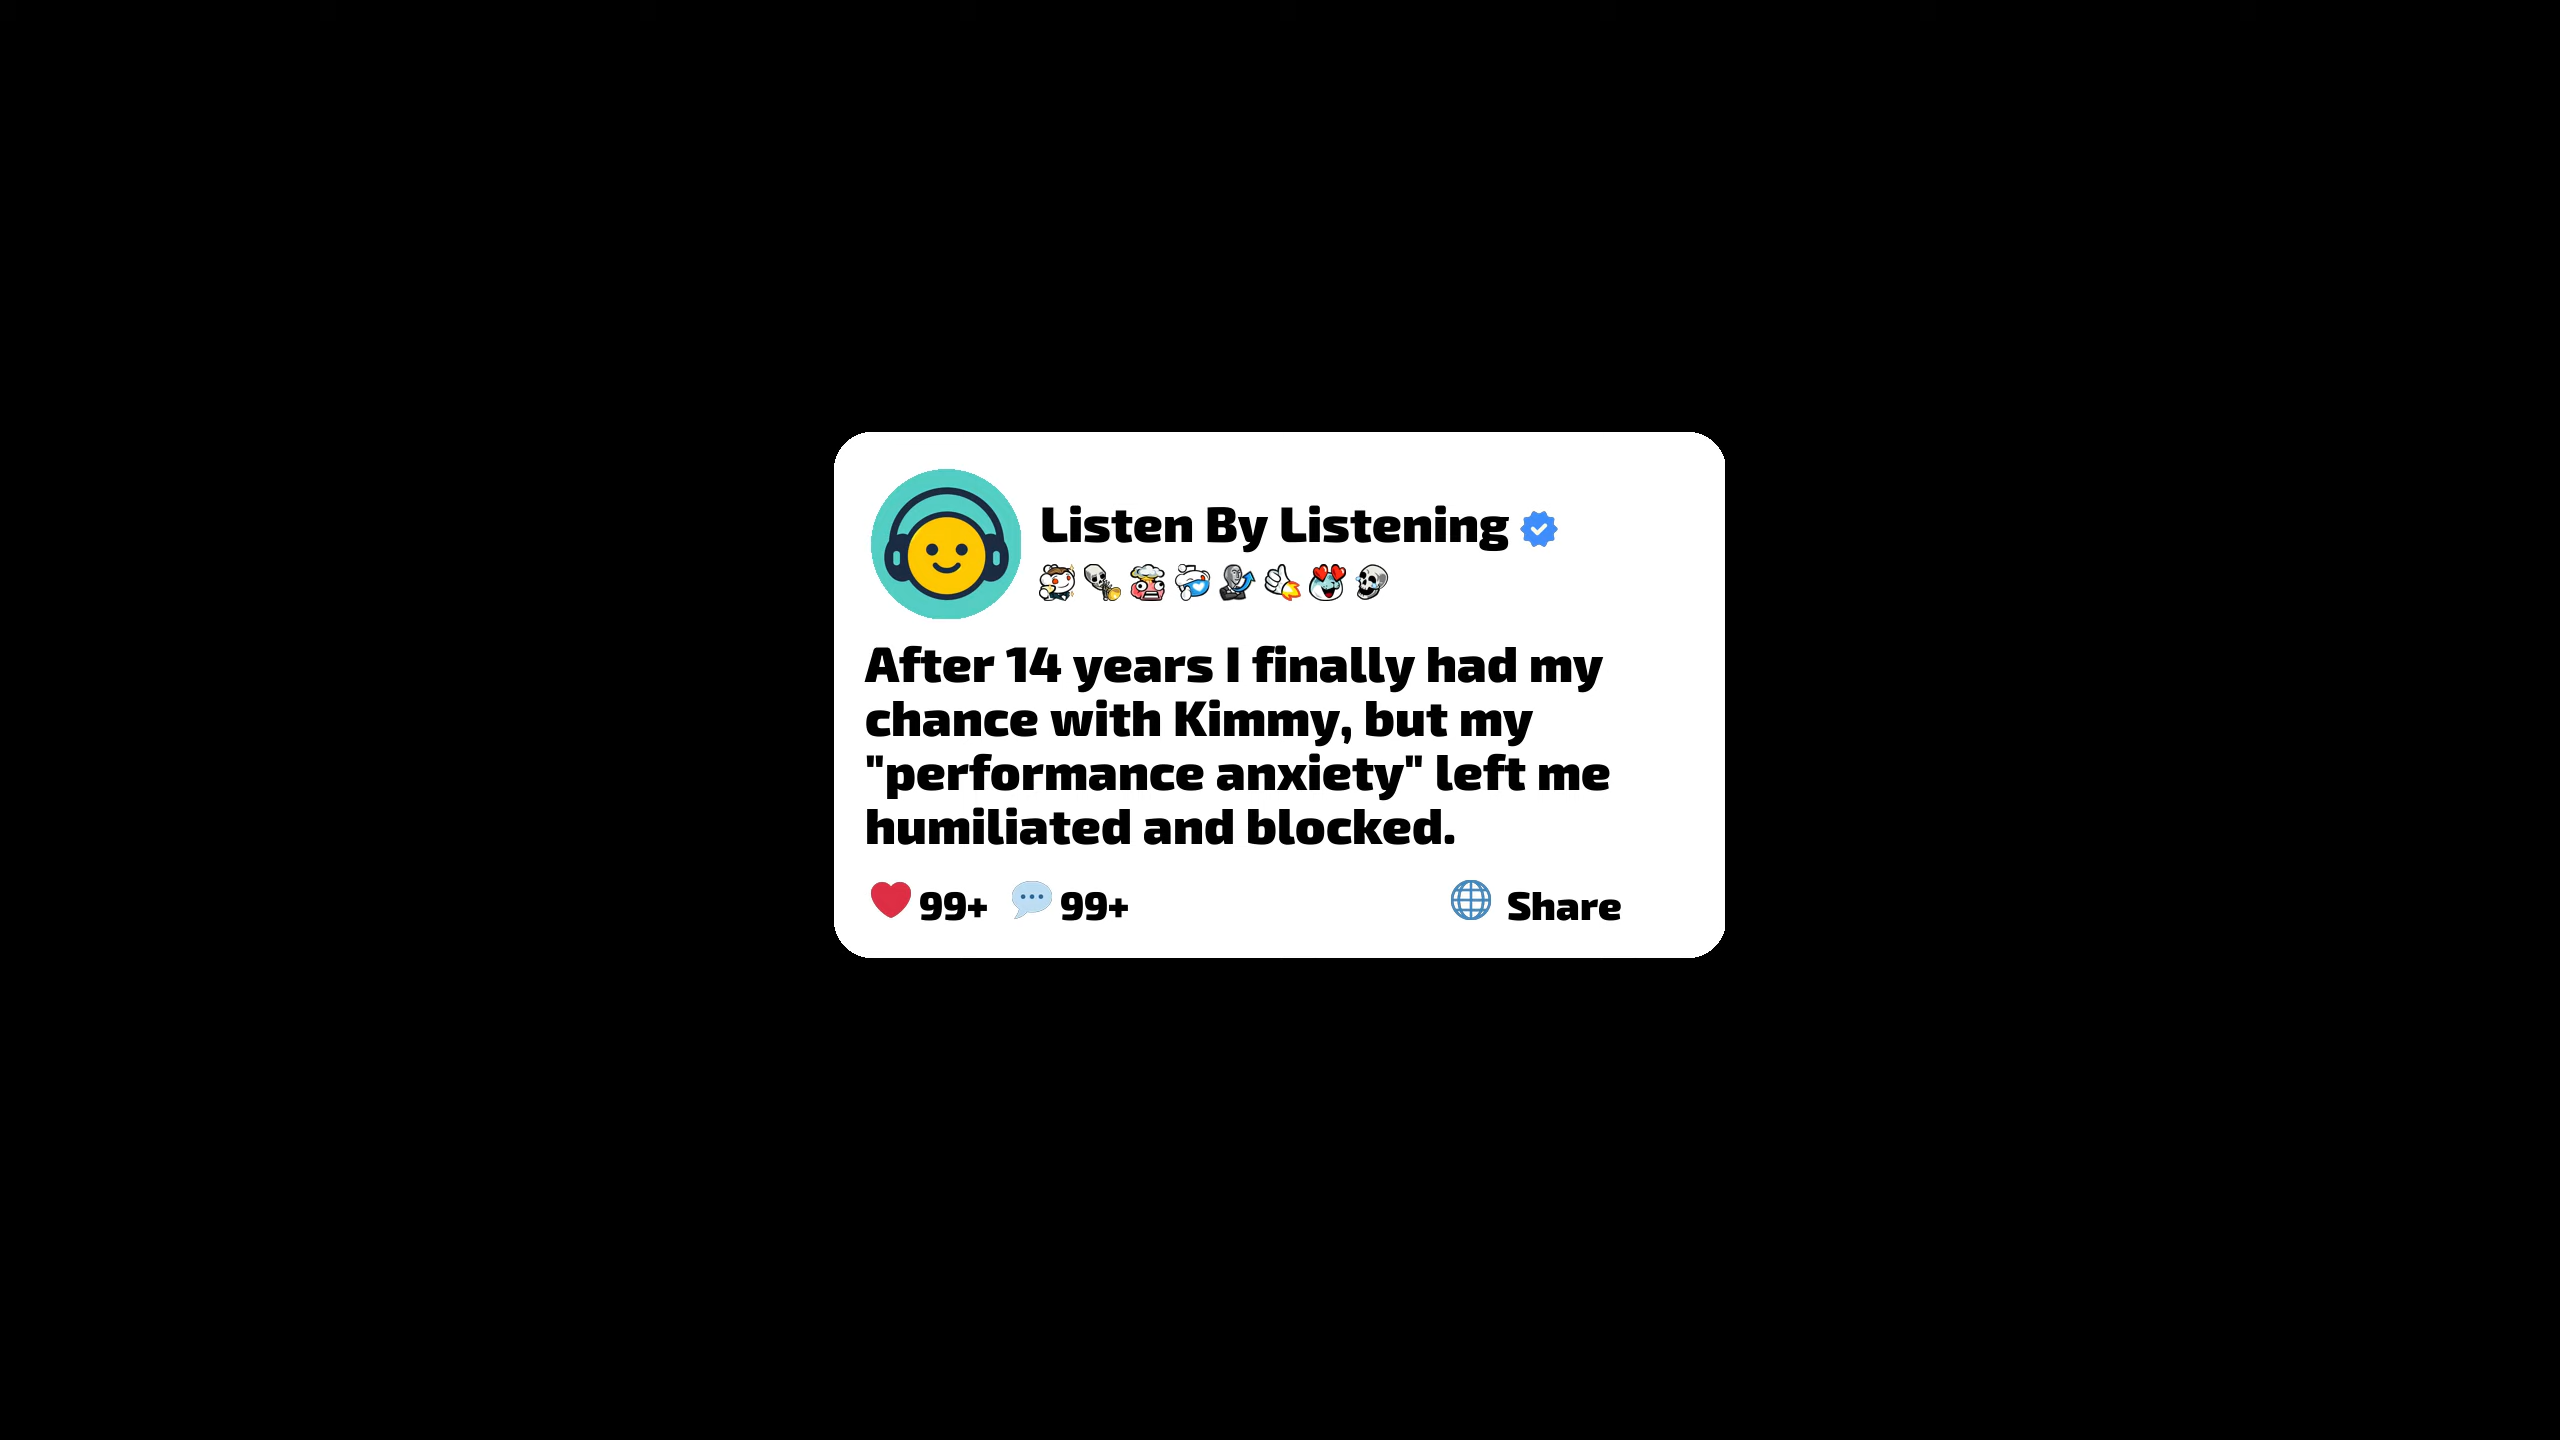 Listen By Listening
After 14 years I finally had my
chance with Kimmy, but my
"performance anxiety" left me
humiliated and blocked.
99+ 99+ Share